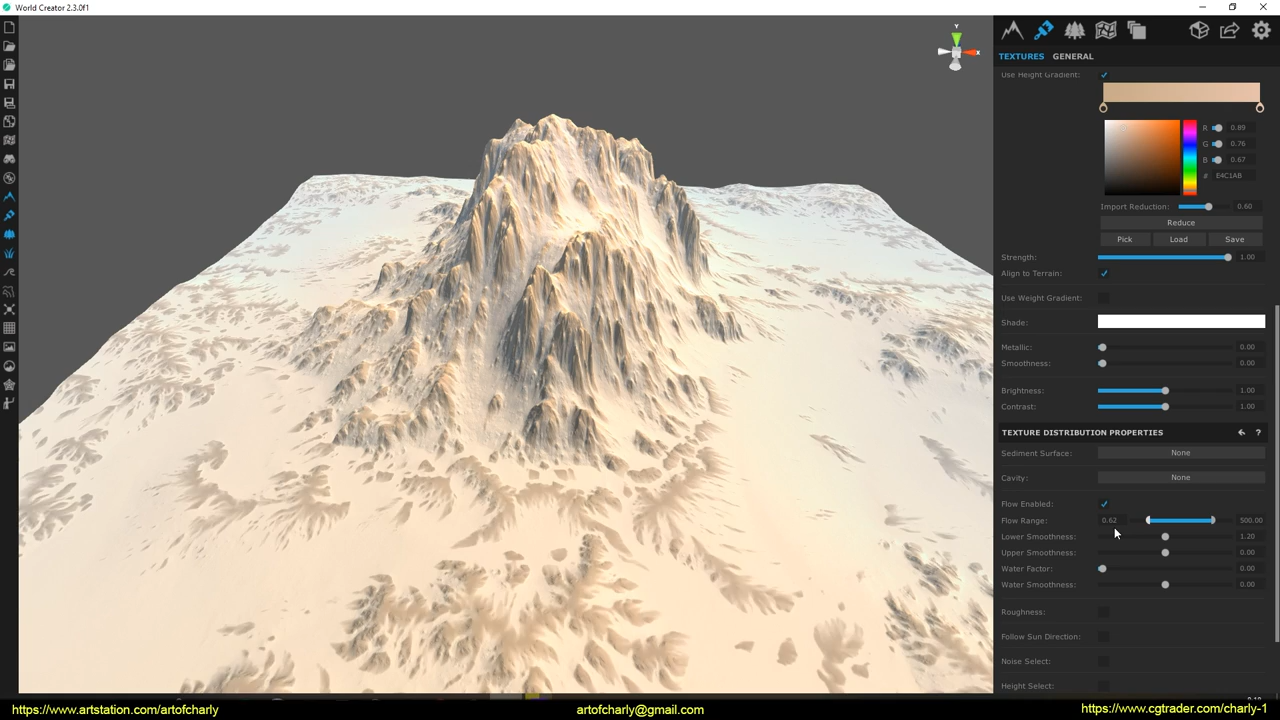 World Creator 2.3.0f1
Y
X
TEXTURES GENERAL
Use Height Gradient:
R 0.89
G 0.76
B 0.67
# E4C1AB
Import Reduction: 0.60
Reduce
Pick Load Save
Strength: 1.00
Align to Terrain:
Use Weight Gradient:
Shade:
Metallic: 0.00
Smoothness: 0.00
Brightness: 1.00
Contrast: 1.00
TEXTURE DISTRIBUTION PROPERTIES ?
Sediment Surface: None
Cavity: None
Flow Enabled:
Flow Range: 0.62 500.00
Lower Smoothness: 1.20
Upper Smoothness: 0.00
Water Factor: 0.00
Water Smoothness: 0.00
Roughness:
Follow Sun Direction:
Noise Select:
Height Select:
https://www.artstation.com/artofcharly artofcharly@gmail.com https://www.cgtrader.com/charly-1